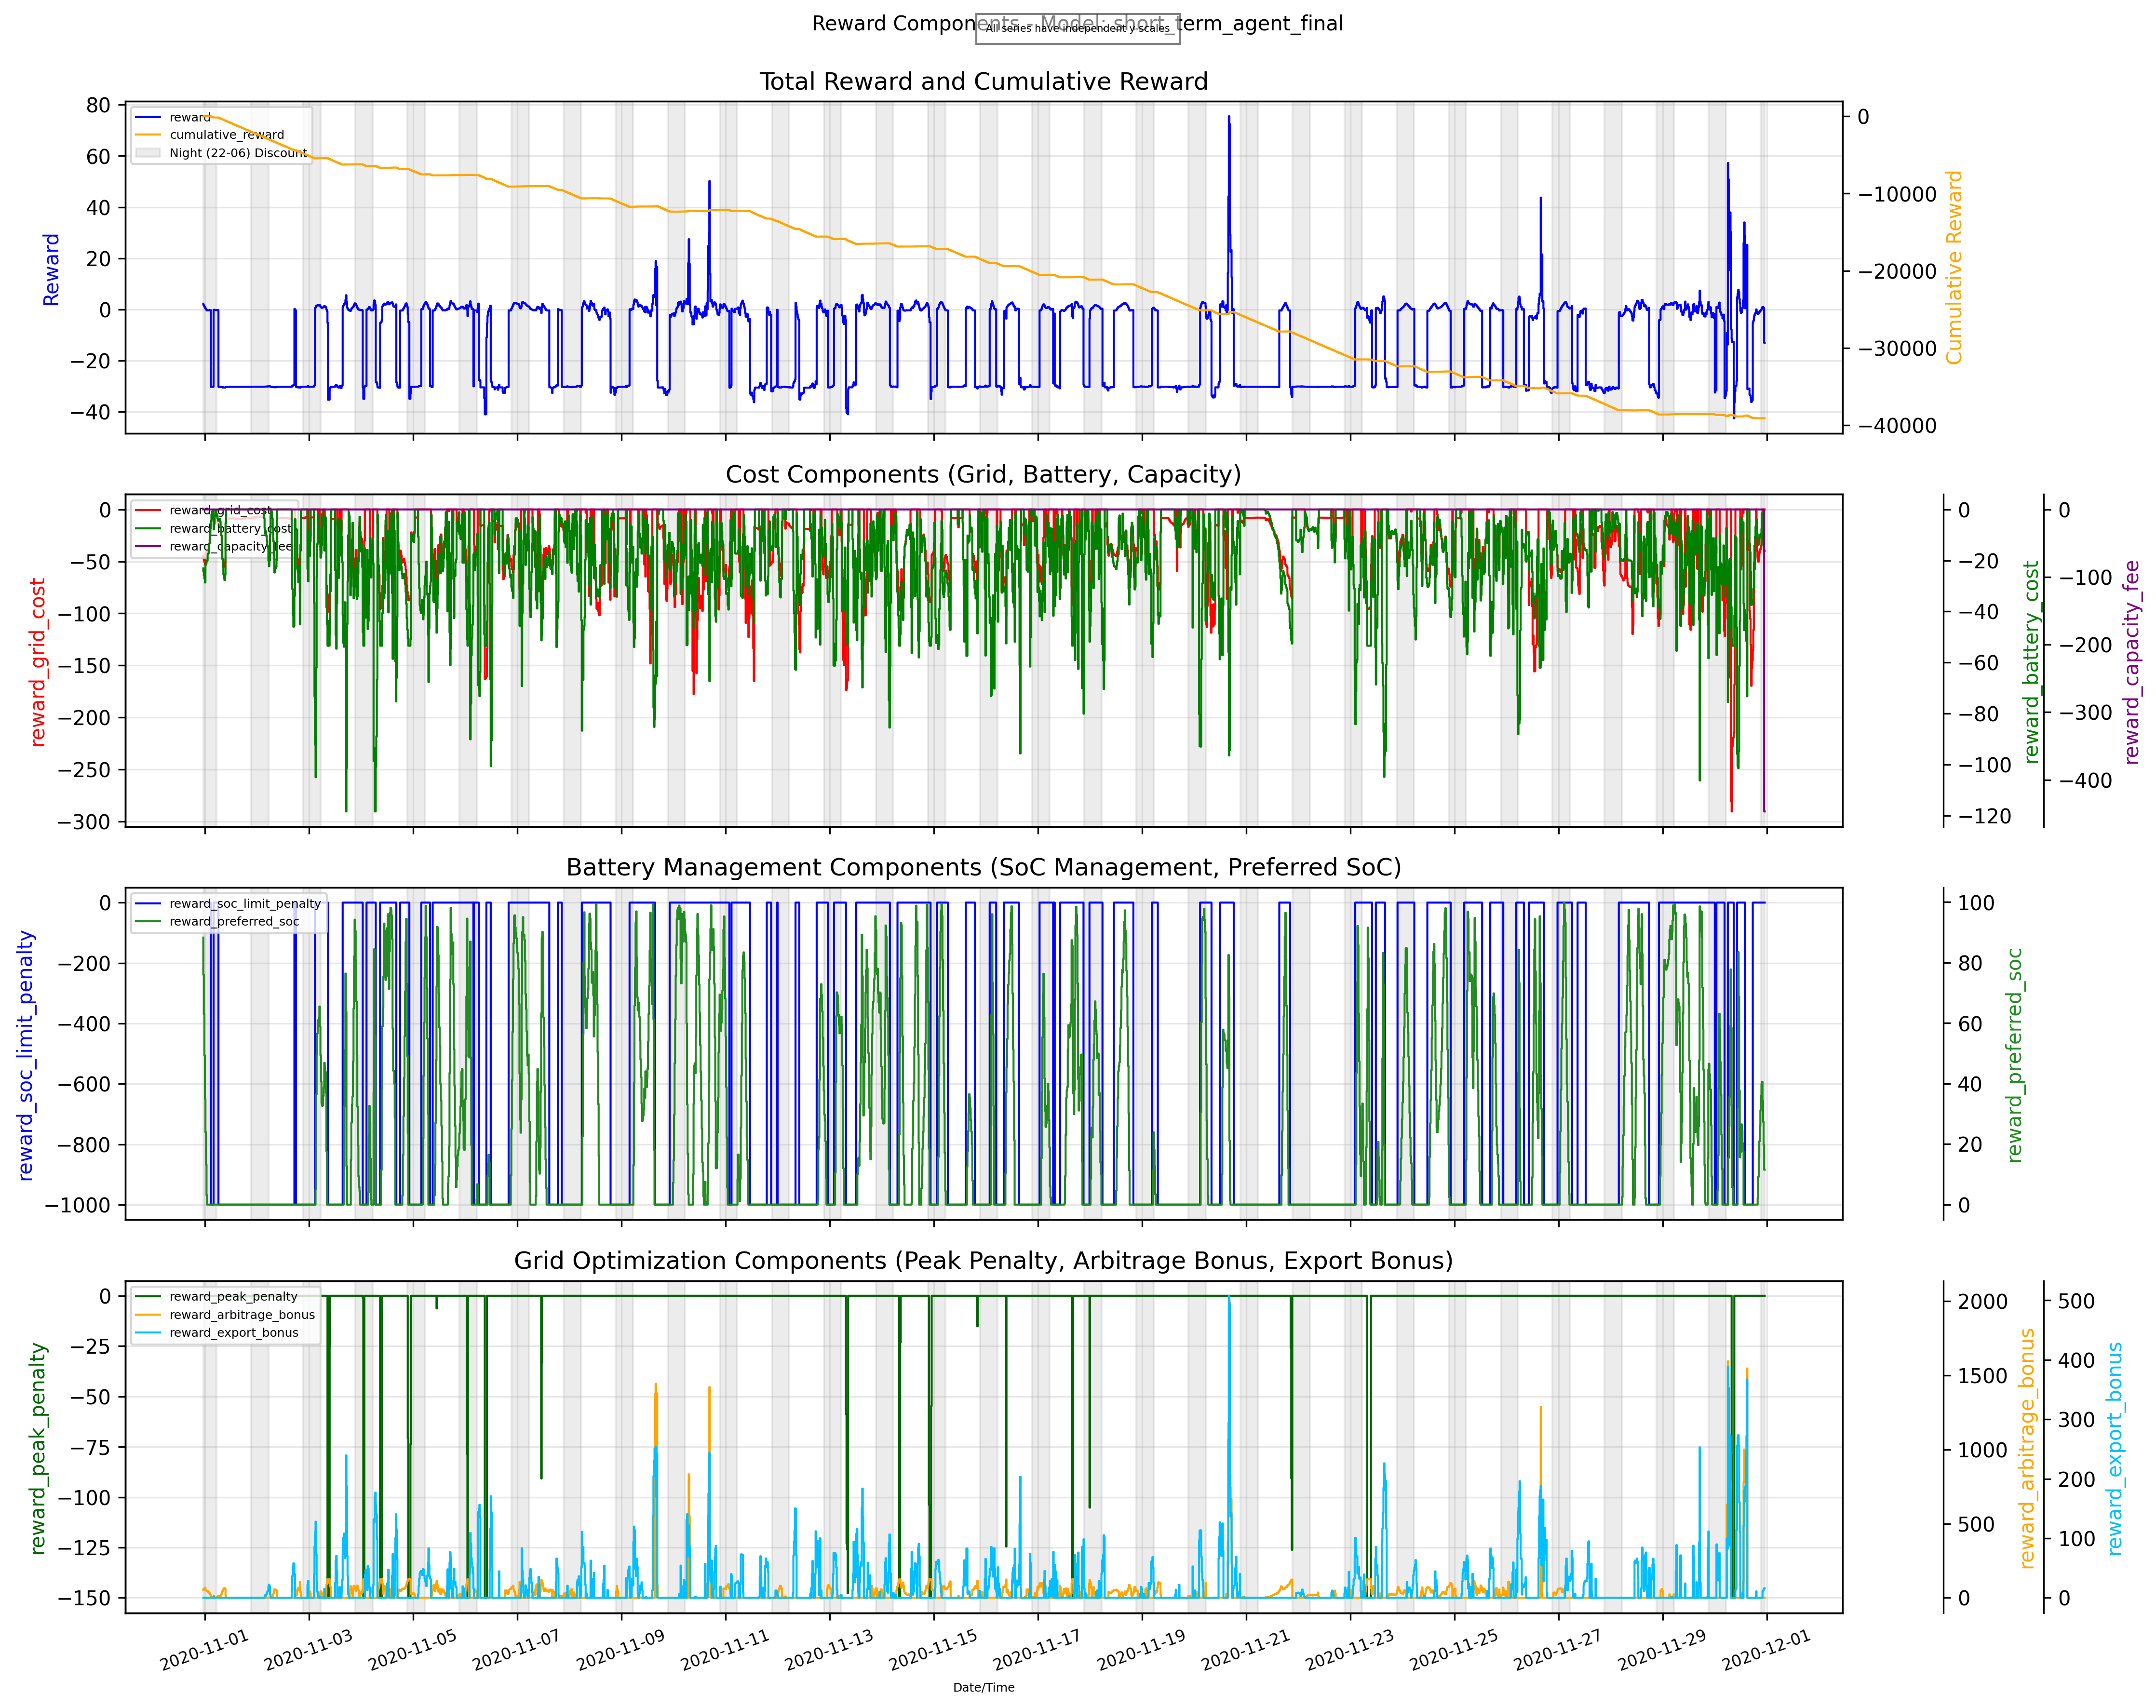 Reward Components - Model: short_term_agent_final
All series have independent y-scales
Total Reward and Cumulative Reward
80
60
40
20
0
−20
−40
Reward
reward
cumulative_reward
Night (22-06) Discount
0
−10000
−20000
−30000
−40000
Cumulative Reward
Cost Components (Grid, Battery, Capacity)
0
−50
−100
−150
−200
−250
−300
reward_grid_cost
reward_grid_cost
reward_battery_cost
reward_capacity_fee
0
−20
−40
−60
−80
−100
−120
reward_battery_cost
0
−100
−200
−300
−400
reward_capacity_fee
Battery Management Components (SoC Management, Preferred SoC)
0
−200
−400
−600
−800
−1000
reward_soc_limit_penalty
reward_soc_limit_penalty
reward_preferred_soc
100
80
60
40
20
0
reward_preferred_soc
Grid Optimization Components (Peak Penalty, Arbitrage Bonus, Export Bonus)
0
−25
−50
−75
−100
−125
−150
reward_peak_penalty
reward_peak_penalty
reward_arbitrage_bonus
reward_export_bonus
2000
1500
1000
500
0
reward_arbitrage_bonus
500
400
300
200
100
0
reward_export_bonus
2020-11-01
2020-11-03
2020-11-05
2020-11-07
2020-11-09
2020-11-11
2020-11-13
2020-11-15
2020-11-17
2020-11-19
2020-11-21
2020-11-23
2020-11-25
2020-11-27
2020-11-29
2020-12-01
Date/Time